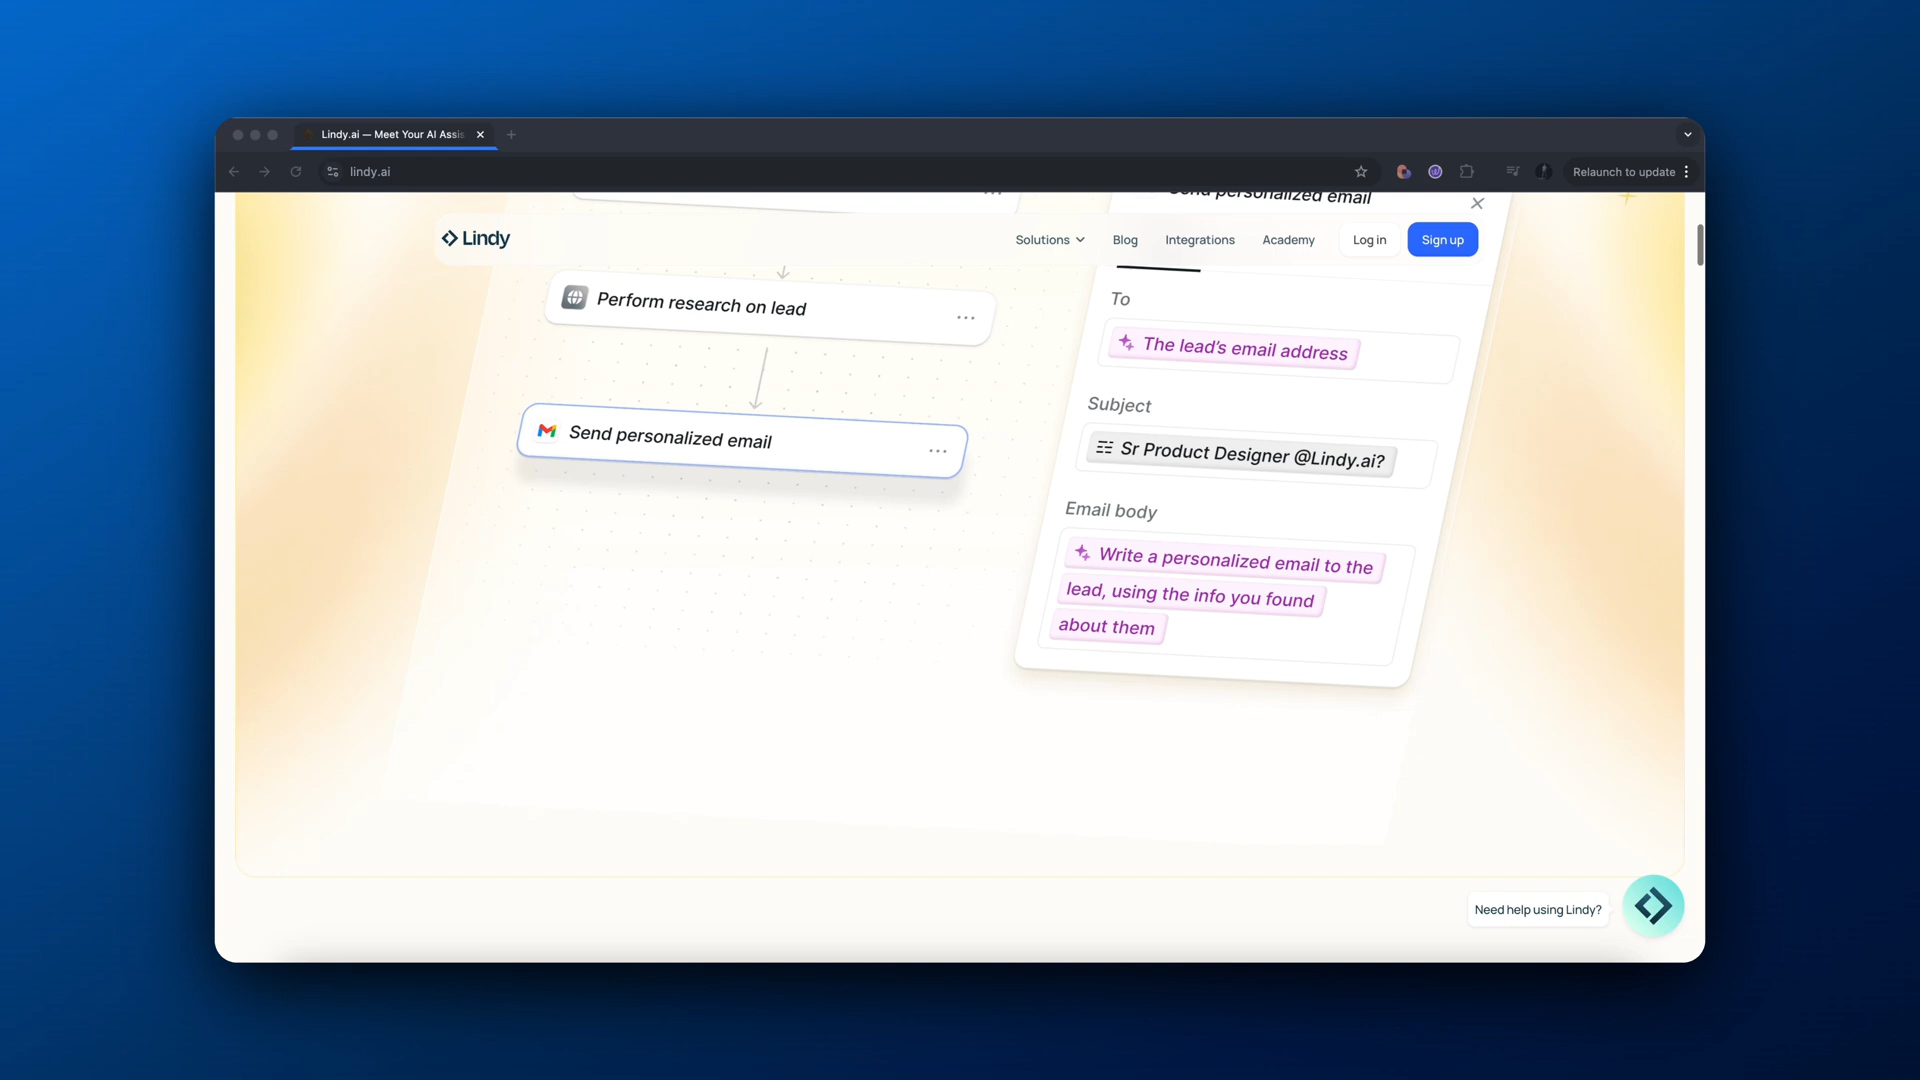 Lindy.ai — Meet Your AI Assis
lindy.ai
Relaunch to update
Send personalized email
Lindy
Solutions
Blog
Integrations
Academy
Log in
Sign up
Perform research on lead
Send personalized email
To
The lead's email address
Subject
Sr Product Designer @Lindy.ai?
Email body
Write a personalized email to the
lead, using the info you found
about them
Need help using Lindy?